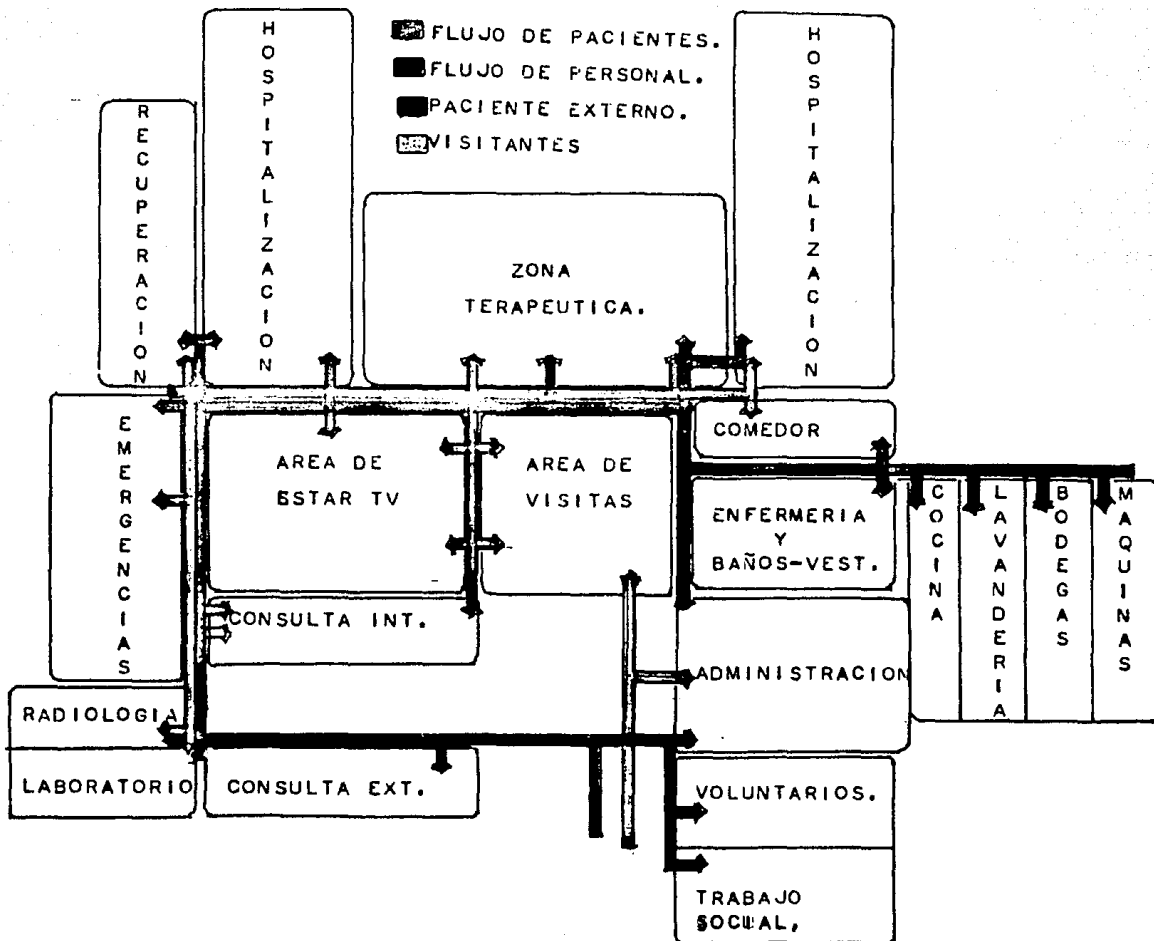 FLUJO DE PACIENTES.
FLUJO DE PERSONAL.
PACIENTE EXTERNO.
VISITANTES
RECUPERACION
HOSPITALIZACION
HOSPITALIZACION
ZONA
TERAPEUTICA.
EMERGENCIAS
AREA DE
ESTAR TV
AREA DE
VISITAS
COMEDOR
ENFERMERIA
Y
BAÑOS-VEST.
COCINA
LAVANDERIA
BODEGAS
MAQUINAS
CONSULTA INT.
ADMINISTRACION
RADIOLOGIA
LABORATORIO
CONSULTA EXT.
VOLUNTARIOS.
TRABAJO
SOCIAL,